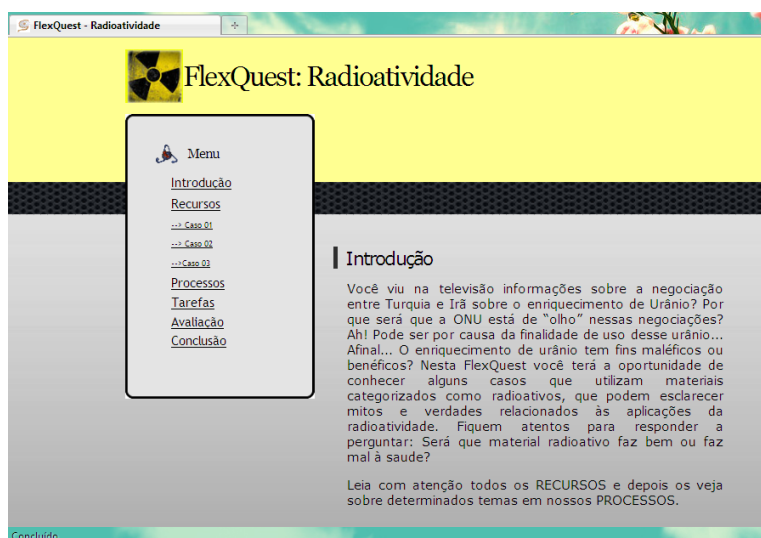 FlexQuest - Radioatividade
FlexQuest: Radioatividade
Menu
Introdução
Recursos
--> Caso 01
--> Caso 02
-->Caso 03
Processos
Tarefas
Avaliação
Conclusão
Introdução
Você viu na televisão informações sobre a negociação
entre Turquia e Irã sobre o enriquecimento de Urânio? Por
que será que a ONU está de “olho” nessas negociações?
Ah! Pode ser por causa da finalidade de uso desse urânio...
Afinal... O enriquecimento de urânio tem fins maléficos ou
benéficos? Nesta FlexQuest você terá a oportunidade de
conhecer alguns casos que utilizam materiais
categorizados como radioativos, que podem esclarecer
mitos e verdades relacionados às aplicações da
radioatividade. Fiquem atentos para responder a
perguntar: Será que material radioativo faz bem ou faz
mal à saude?
Leia com atenção todos os RECURSOS e depois os veja
sobre determinados temas em nossos PROCESSOS.
Concluído